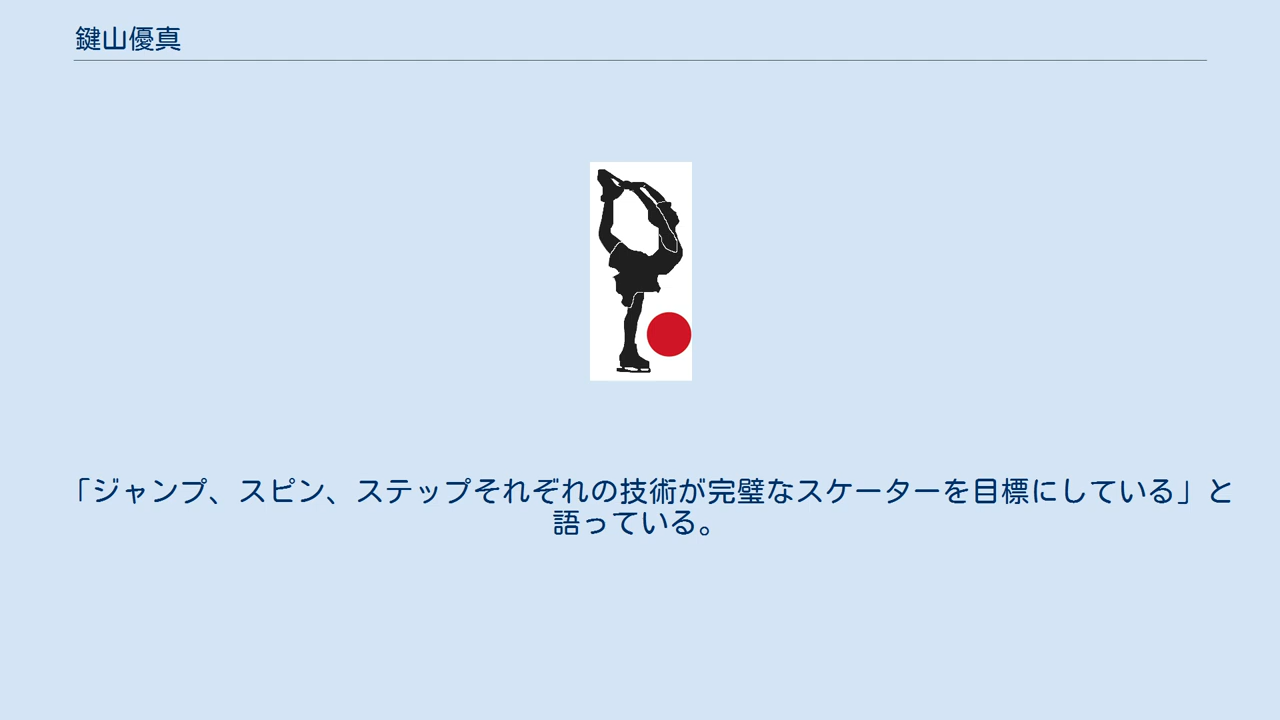 鍵山優真
「ジャンプ、スピン、ステップそれぞれの技術が完璧なスケーターを目標にしている」と
語っている。